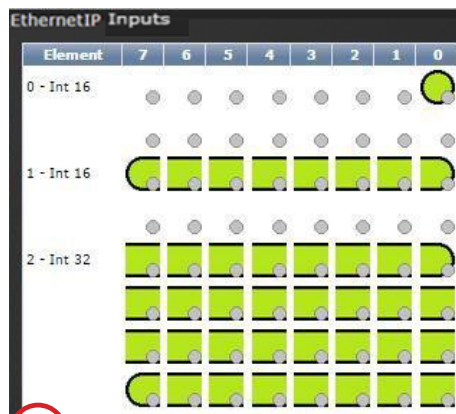 EthernetIP Inputs
Element 7 6 5 4 3 2 1 0
0 - Int 16
1 - Int 16
2 - Int 32